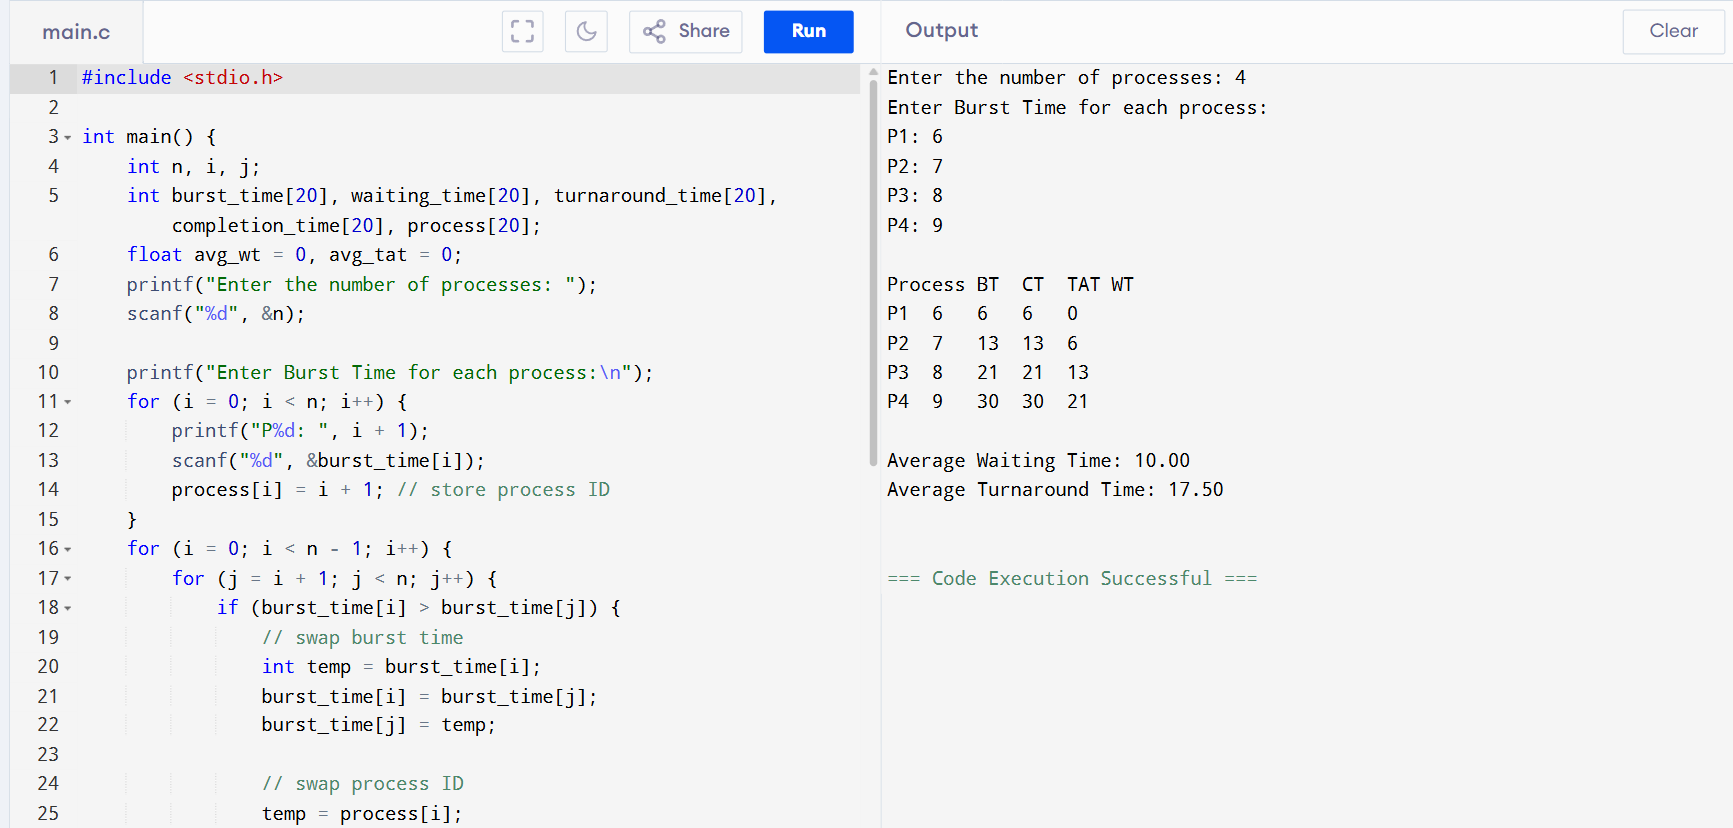 main.c
Share
Run
1 #include <stdio.h>
2
3 int main() {
4     int n, i, j;
5     int burst_time[20], waiting_time[20], turnaround_time[20],
        completion_time[20], process[20];
6     float avg_wt = 0, avg_tat = 0;
7     printf("Enter the number of processes: ");
8     scanf("%d", &n);
9
10     printf("Enter Burst Time for each process:\n");
11     for (i = 0; i < n; i++) {
12         printf("P%d: ", i + 1);
13         scanf("%d", &burst_time[i]);
14         process[i] = i + 1; // store process ID
15     }
16     for (i = 0; i < n - 1; i++) {
17         for (j = i + 1; j < n; j++) {
18             if (burst_time[i] > burst_time[j]) {
19                 // swap burst time
20                 int temp = burst_time[i];
21                 burst_time[i] = burst_time[j];
22                 burst_time[j] = temp;
23
24                 // swap process ID
25                 temp = process[i];
Output
Clear
Enter the number of processes: 4
Enter Burst Time for each process:
P1: 6
P2: 7
P3: 8
P4: 9
Process BT  CT  TAT WT
P1  6   6   6   0
P2  7   13  13  6
P3  8   21  21  13
P4  9   30  30  21
Average Waiting Time: 10.00
Average Turnaround Time: 17.50
=== Code Execution Successful ===